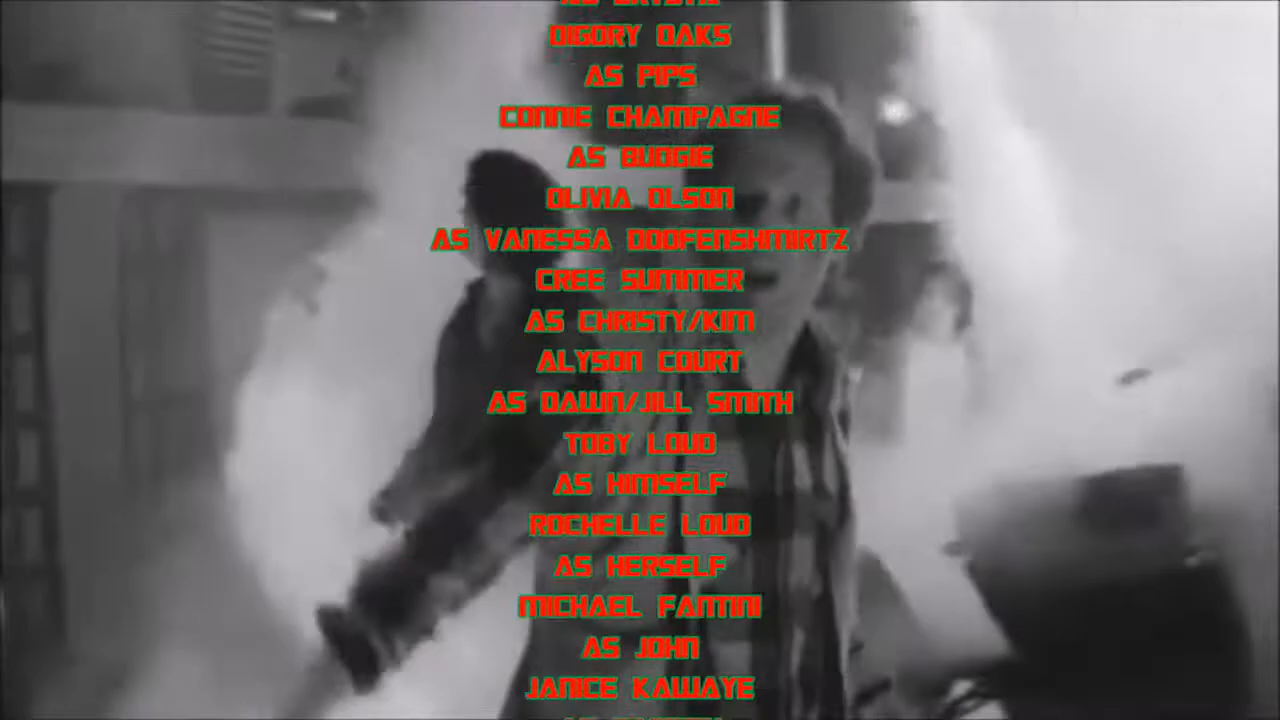 DIGORY OAKS
AS PIPS
CONNIE CHAMPAGNE
AS BUDGIE
OLIVIA OLSON
AS VANESSA DOOFENSHMIRTZ
CREE SUMMER
AS CHRISTY/KIM
ALYSON COURT
AS DAWN/JILL SMITH
TOBY LOUD
AS HIMSELF
ROCHELLE LOUD
AS HERSELF
MICHAEL FANTINI
AS JOHN
JANICE KAWAYE